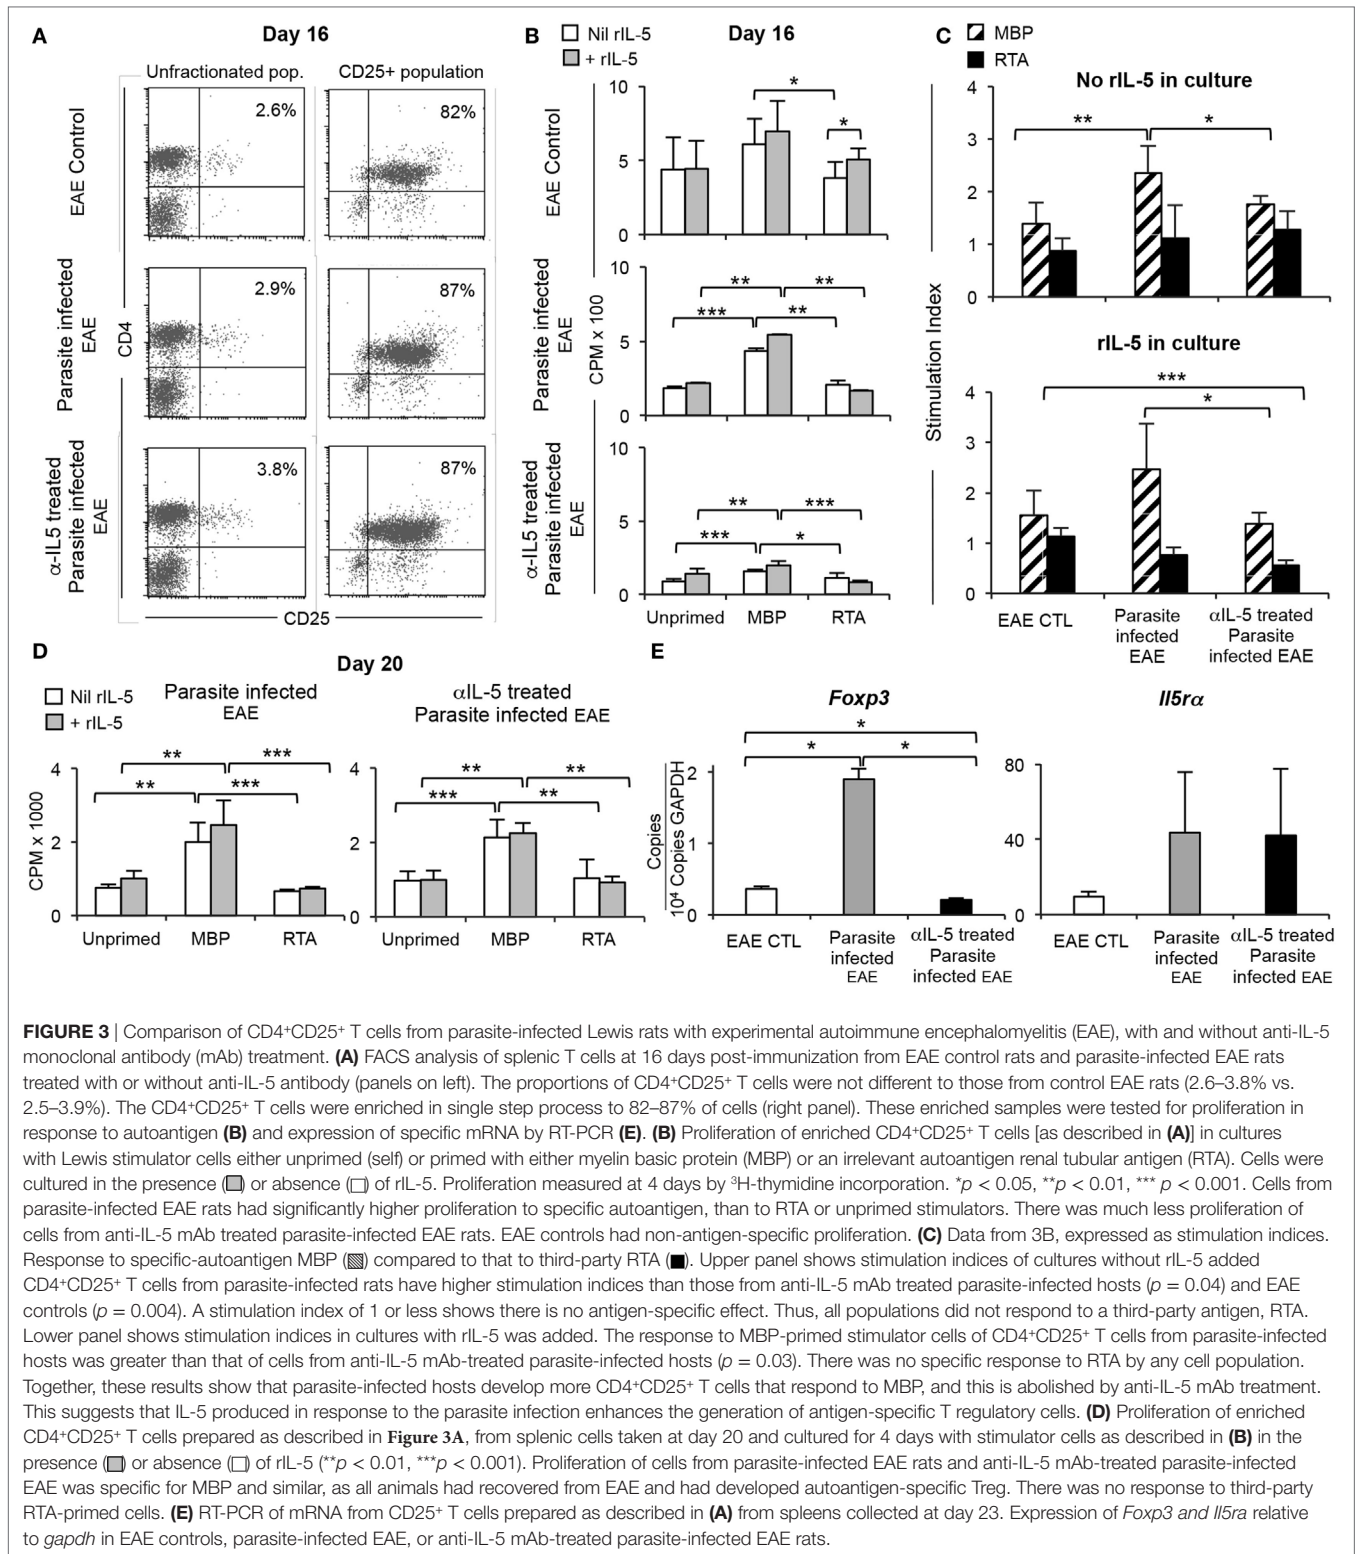 A
Day 16
Unfractionated pop.
CD25+ population
EAE Control
2.6%
82%
Parasite infected
EAE
CD4
2.9%
87%
α-IL5 treated
Parasite infected
EAE
3.8%
87%
CD25
B
Nil rIL-5
+ rIL-5
Day 16
CPM x 100
10
5
0
*
*
10
5
0
**
**
***
**
10
5
0
**
***
***
*
Unprimed
MBP
RTA
EAE Control
Parasite infected
EAE
α-IL5 treated
Parasite infected
EAE
C
MBP
RTA
No rIL-5 in culture
Stimulation Index
4
3
2
1
0
**
*
rIL-5 in culture
4
3
2
1
0
***
*
EAE CTL
Parasite
infected
EAE
αIL-5 treated
Parasite
infected EAE
D
Day 20
Nil rIL-5
+ rIL-5
Parasite infected
EAE
αIL-5 treated
Parasite infected EAE
CPM x 1000
4
2
0
**
***
**
***
Unprimed
MBP
RTA
4
2
0
**
**
***
**
Unprimed
MBP
RTA
E
Foxp3
Copies
10⁴ Copies GAPDH
2
1
0
*
*
*
EAE CTL
Parasite
infected
EAE
αIL-5 treated
Parasite
infected EAE
Il5rα
80
40
0
EAE CTL
Parasite
infected
EAE
αIL-5 treated
Parasite
infected EAE
FIGURE 3 | Comparison of CD4⁺CD25⁺ T cells from parasite-infected Lewis rats with experimental autoimmune encephalomyelitis (EAE), with and without anti-IL-5
monoclonal antibody (mAb) treatment. (A) FACS analysis of splenic T cells at 16 days post-immunization from EAE control rats and parasite-infected EAE rats
treated with or without anti-IL-5 antibody (panels on left). The proportions of CD4⁺CD25⁺ T cells were not different to those from control EAE rats (2.6–3.8% vs.
2.5–3.9%). The CD4⁺CD25⁺ T cells were enriched in single step process to 82–87% of cells (right panel). These enriched samples were tested for proliferation in
response to autoantigen (B) and expression of specific mRNA by RT-PCR (E). (B) Proliferation of enriched CD4⁺CD25⁺ T cells [as described in (A)] in cultures
with Lewis stimulator cells either unprimed (self) or primed with either myelin basic protein (MBP) or an irrelevant autoantigen renal tubular antigen (RTA). Cells were
cultured in the presence (■) or absence (□) of rIL-5. Proliferation measured at 4 days by ³H-thymidine incorporation. *p < 0.05, **p < 0.01, *** p < 0.001. Cells from
parasite-infected EAE rats had significantly higher proliferation to specific autoantigen, than to RTA or unprimed stimulators. There was much less proliferation of
cells from anti-IL-5 mAb treated parasite-infected EAE rats. EAE controls had non-antigen-specific proliferation. (C) Data from 3B, expressed as stimulation indices.
Response to specific-autoantigen MBP (▨) compared to that to third-party RTA (■). Upper panel shows stimulation indices of cultures without rIL-5 added
CD4⁺CD25⁺ T cells from parasite-infected rats have higher stimulation indices than those from anti-IL-5 mAb treated parasite-infected hosts (p = 0.04) and EAE
controls (p = 0.004). A stimulation index of 1 or less shows there is no antigen-specific effect. Thus, all populations did not respond to a third-party antigen, RTA.
Lower panel shows stimulation indices in cultures with rIL-5 was added. The response to MBP-primed stimulator cells of CD4⁺CD25⁺ T cells from parasite-infected
hosts was greater than that of cells from anti-IL-5 mAb-treated parasite-infected hosts (p = 0.03). There was no specific response to RTA by any cell population.
Together, these results show that parasite-infected hosts develop more CD4⁺CD25⁺ T cells that respond to MBP, and this is abolished by anti-IL-5 mAb treatment.
This suggests that IL-5 produced in response to the parasite infection enhances the generation of antigen-specific T regulatory cells. (D) Proliferation of enriched
CD4⁺CD25⁺ T cells prepared as described in Figure 3A, from splenic cells taken at day 20 and cultured for 4 days with stimulator cells as described in (B) in the
presence (■) or absence (□) of rIL-5 (**p < 0.01, ***p < 0.001). Proliferation of cells from parasite-infected EAE rats and anti-IL-5 mAb-treated parasite-infected
EAE was specific for MBP and similar, as all animals had recovered from EAE and had developed autoantigen-specific Treg. There was no response to third-party
RTA-primed cells. (E) RT-PCR of mRNA from CD25⁺ T cells prepared as described in (A) from spleens collected at day 23. Expression of Foxp3 and Il5ra relative
to gapdh in EAE controls, parasite-infected EAE, or anti-IL-5 mAb-treated parasite-infected EAE rats.